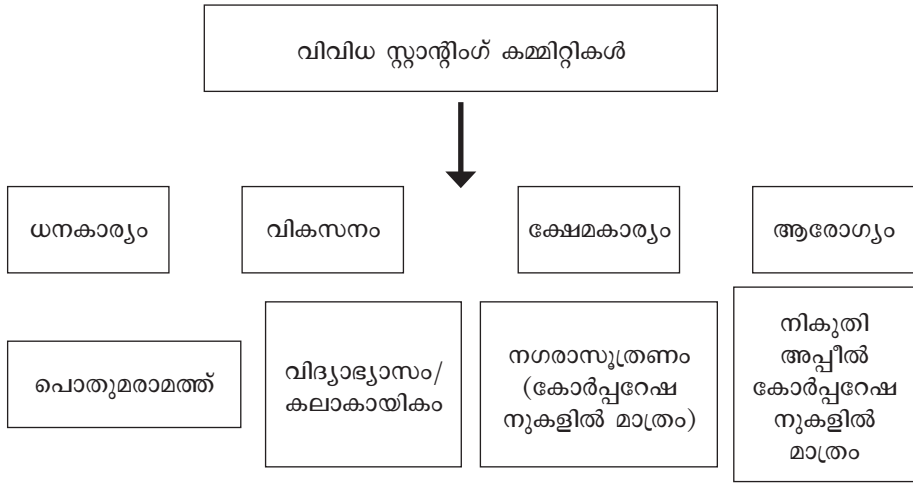 വിവിധ സ്റ്റാന്റിംഗ് കമ്മിറ്റികൾ
ധനകാര്യം
വികസനം
ക്ഷേമകാര്യം
ആരോഗ്യം
പൊതുമരാമത്ത്
വിദ്യാഭ്യാസം/
കലാകായികം
നഗരാസൂത്രണം
(കോർപ്പറേഷ
നുകളിൽ മാത്രം)
നികുതി
അപ്പീൽ
കോർപ്പറേഷ
നുകളിൽ
മാത്രം